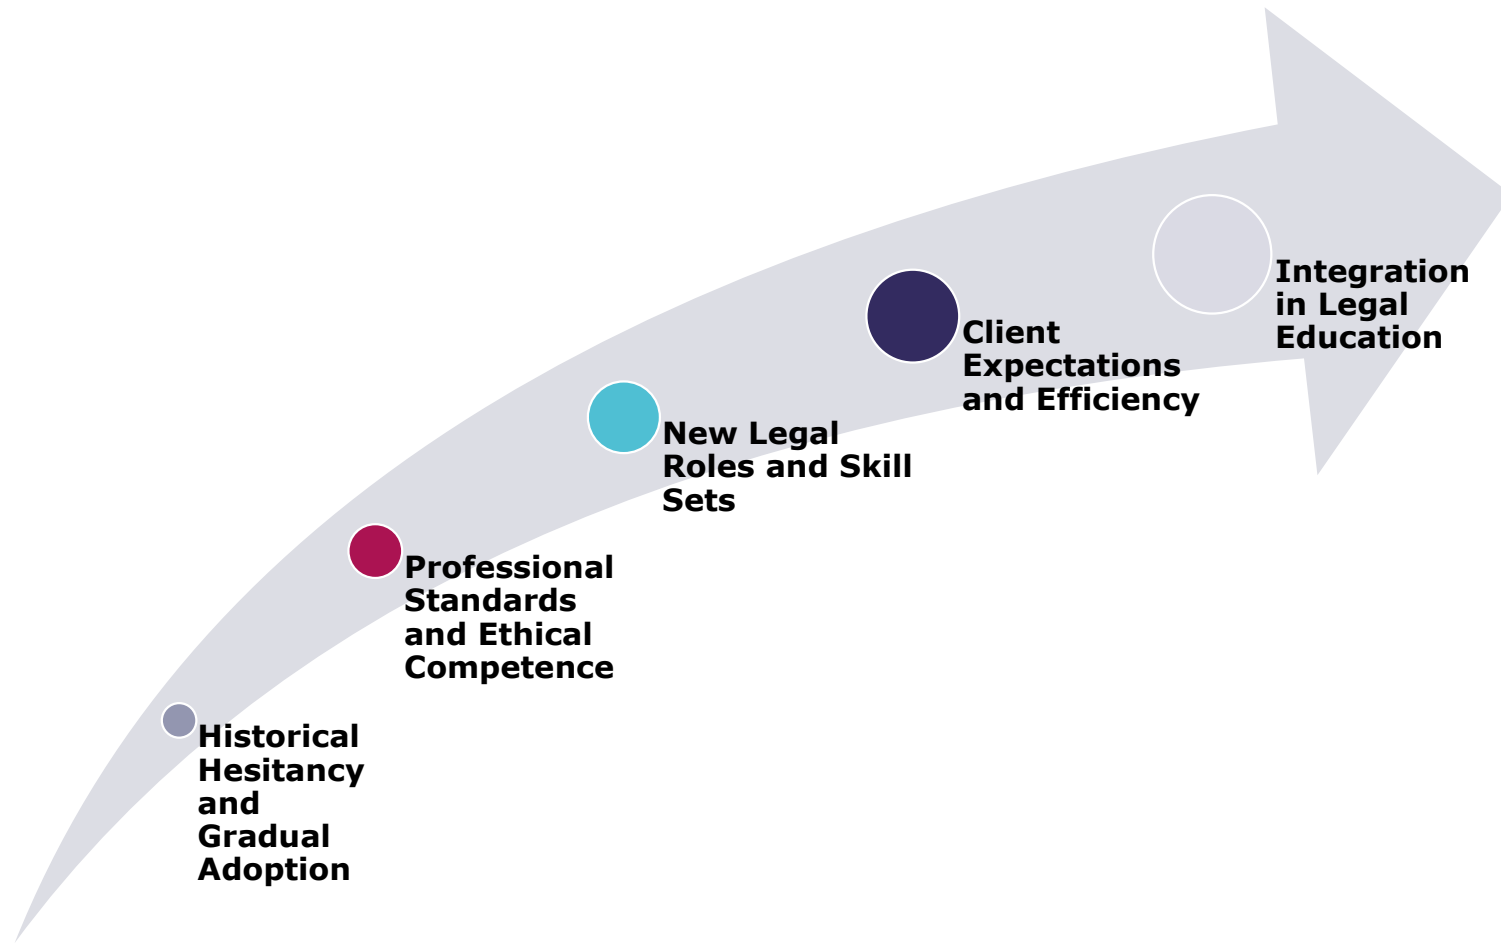 Historical
Hesitancy
and
Gradual
Adoption
Professional
Standards
and Ethical
Competence
New Legal
Roles and Skill
Sets
Client
Expectations
and Efficiency
Integration
in Legal
Education